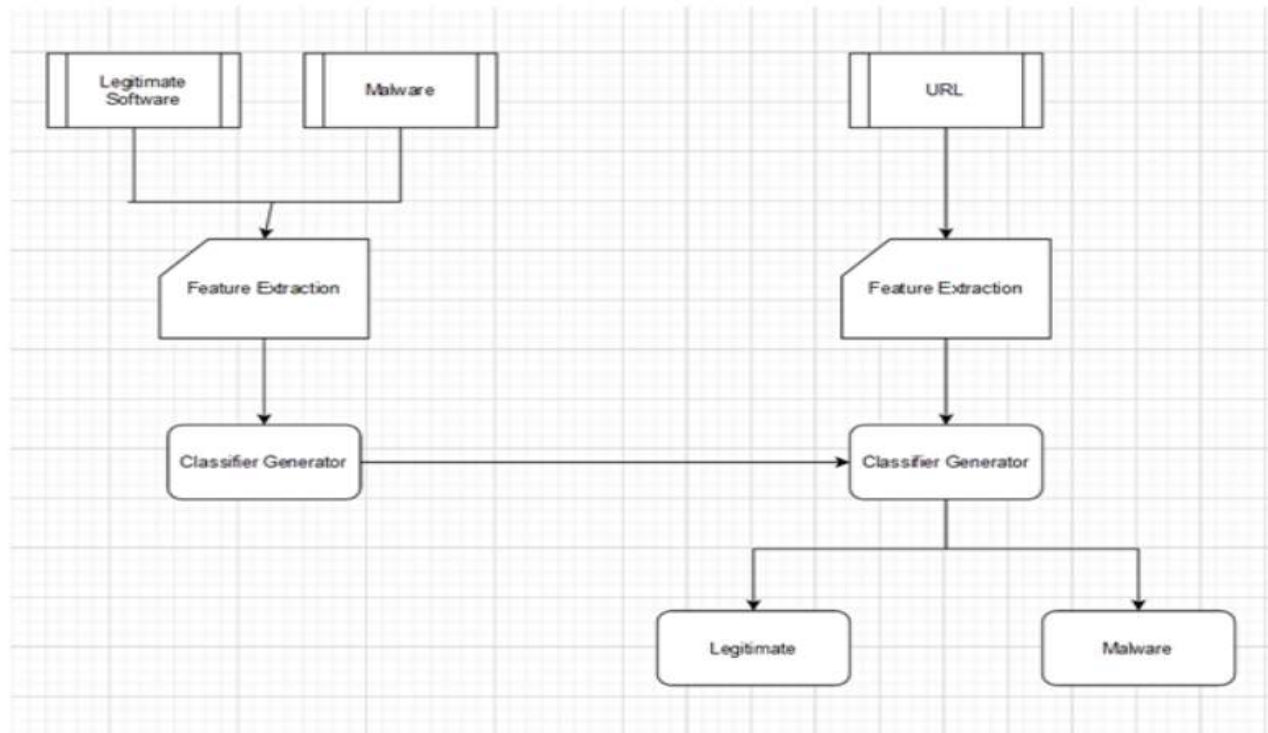 Legitimate
Software
Malware
URL
Feature Extraction
Feature Extraction
Classifier Generator
Classifier Generator
Legitimate
Malware